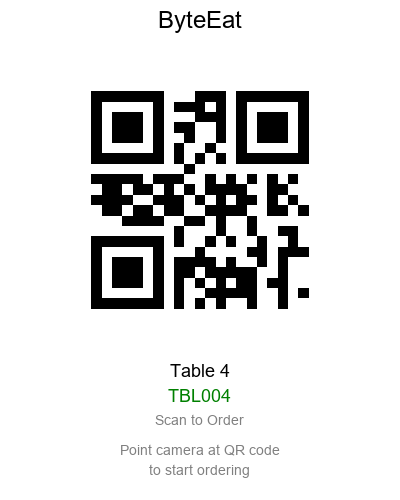 ByteEat
Table 4
TBL004
Scan to Order
Point camera at QR code
to start ordering